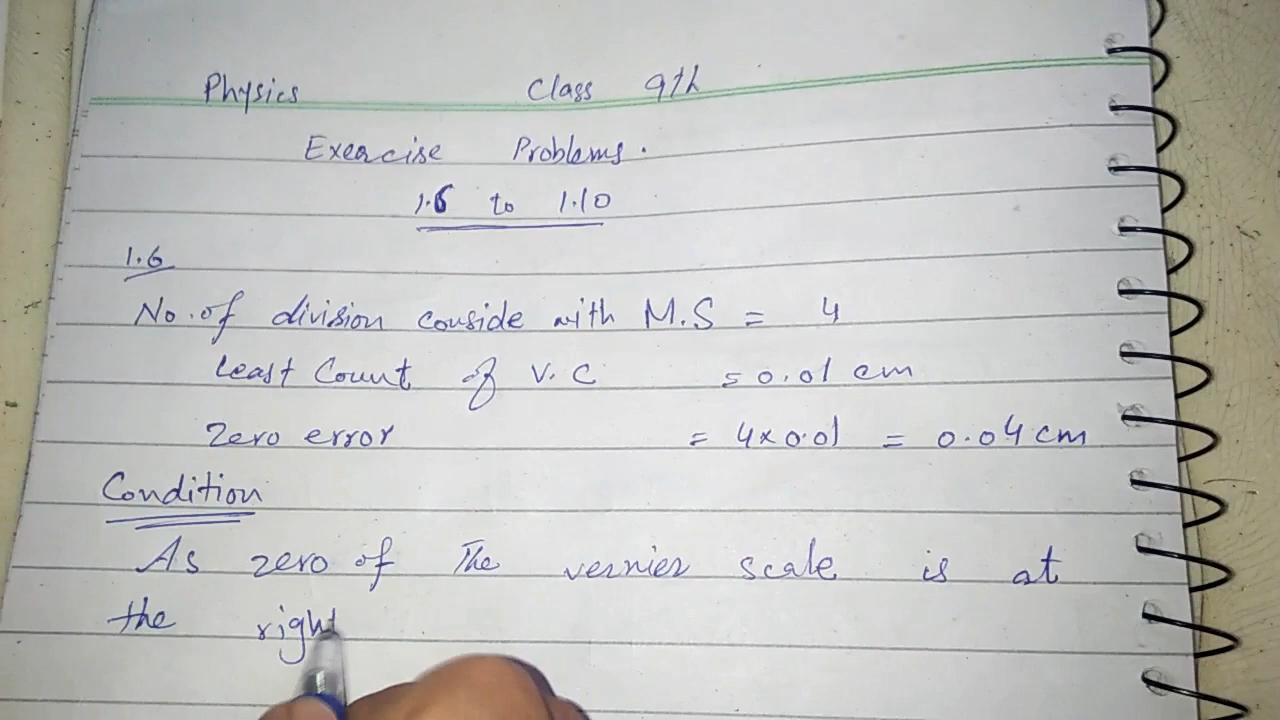 Physics Class 9th
Exercise Problems.
1.6 to 1.10
1.6
No. of division conside with M.S = 4
Least Count of V.C = 0.01 cm
Zero error = 4x0.01 = 0.04 cm
Condition
As zero of The vernier scale is at
the right